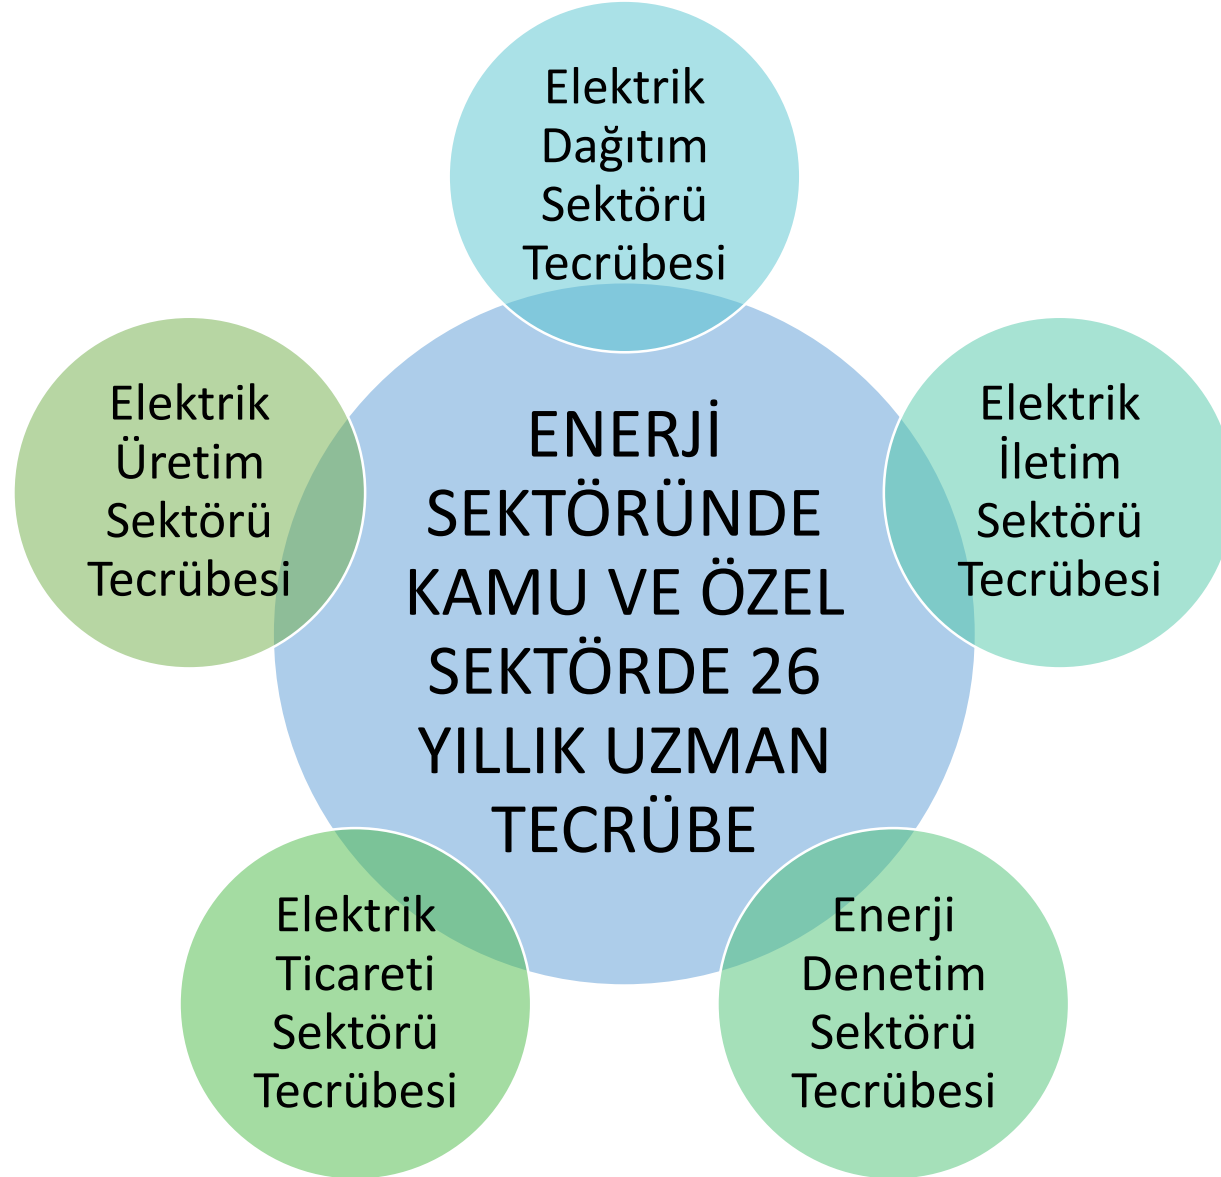 Elektrik
Dağıtım
Sektörü
Tecrübesi
Elektrik
Üretim
Sektörü
Tecrübesi
ENERJİ
SEKTÖRÜNDE
KAMU VE ÖZEL
SEKTÖRDE 26
YILLIK UZMAN
TECRÜBE
Elektrik
İletim
Sektörü
Tecrübesi
Elektrik
Ticareti
Sektörü
Tecrübesi
Enerji
Denetim
Sektörü
Tecrübesi